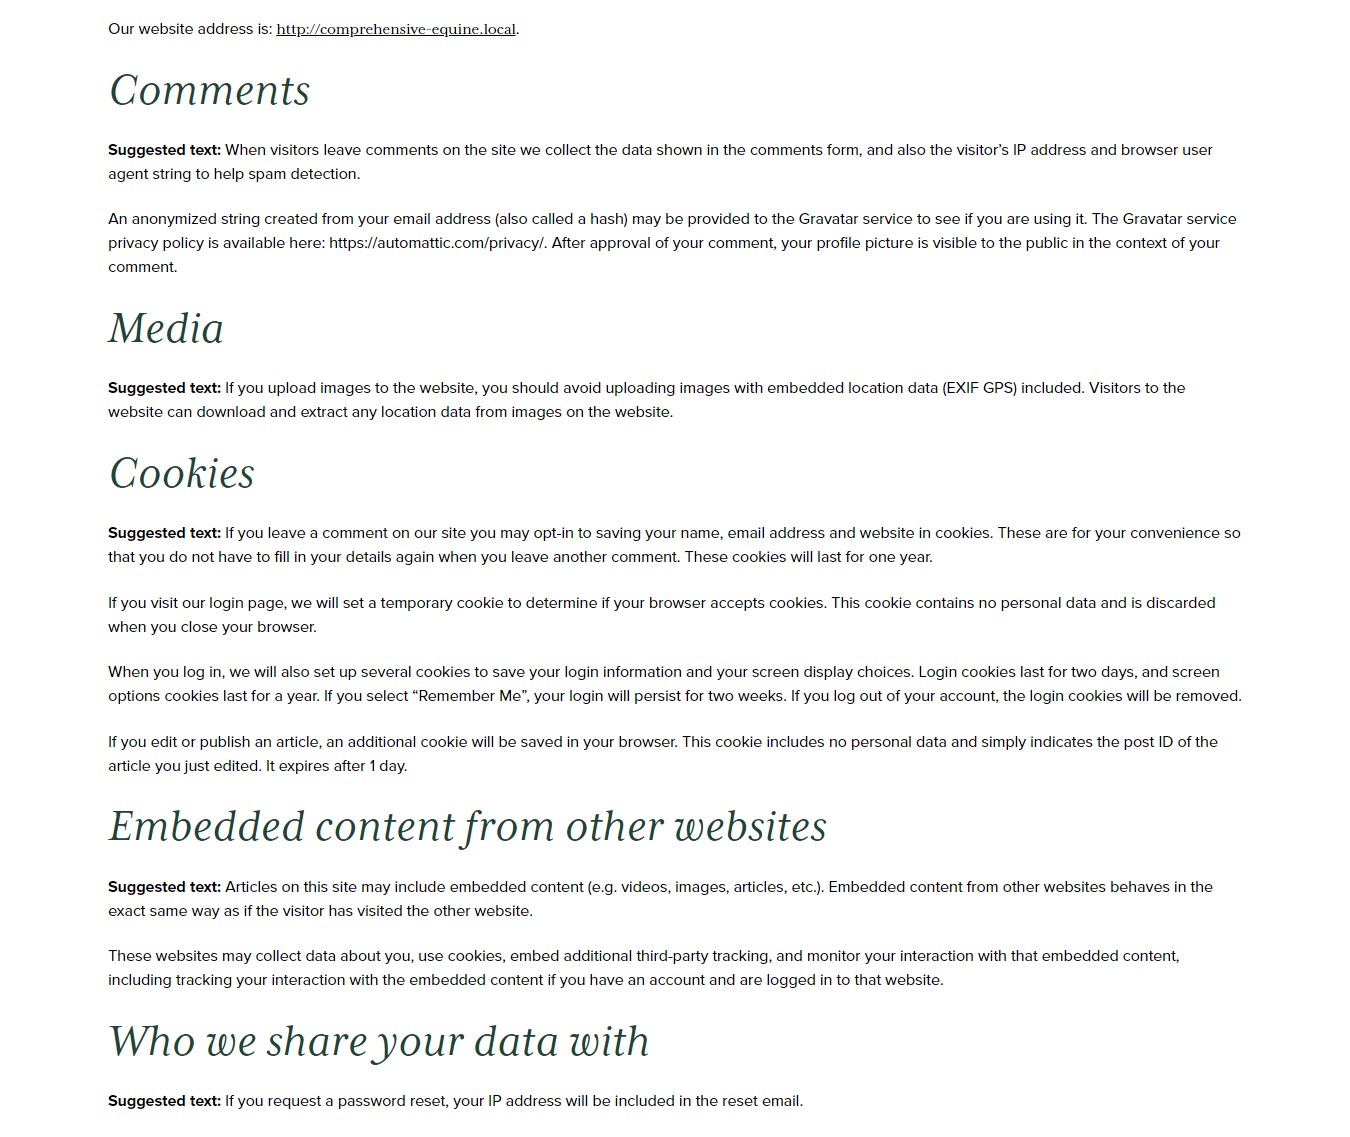 Our website address is: http://comprehensive-equine.local.
Comments
Suggested text: When visitors leave comments on the site we collect the data shown in the comments form, and also the visitor’s IP address and browser user
agent string to help spam detection.
An anonymized string created from your email address (also called a hash) may be provided to the Gravatar service to see if you are using it. The Gravatar service
privacy policy is available here: https://automattic.com/privacy/. After approval of your comment, your profile picture is visible to the public in the context of your
comment.
Media
Suggested text: If you upload images to the website, you should avoid uploading images with embedded location data (EXIF GPS) included. Visitors to the
website can download and extract any location data from images on the website.
Cookies
Suggested text: If you leave a comment on our site you may opt-in to saving your name, email address and website in cookies. These are for your convenience so
that you do not have to fill in your details again when you leave another comment. These cookies will last for one year.
If you visit our login page, we will set a temporary cookie to determine if your browser accepts cookies. This cookie contains no personal data and is discarded
when you close your browser.
When you log in, we will also set up several cookies to save your login information and your screen display choices. Login cookies last for two days, and screen
options cookies last for a year. If you select “Remember Me”, your login will persist for two weeks. If you log out of your account, the login cookies will be removed.
If you edit or publish an article, an additional cookie will be saved in your browser. This cookie includes no personal data and simply indicates the post ID of the
article you just edited. It expires after 1 day.
Embedded content from other websites
Suggested text: Articles on this site may include embedded content (e.g. videos, images, articles, etc.). Embedded content from other websites behaves in the
exact same way as if the visitor has visited the other website.
These websites may collect data about you, use cookies, embed additional third-party tracking, and monitor your interaction with that embedded content,
including tracking your interaction with the embedded content if you have an account and are logged in to that website.
Who we share your data with
Suggested text: If you request a password reset, your IP address will be included in the reset email.